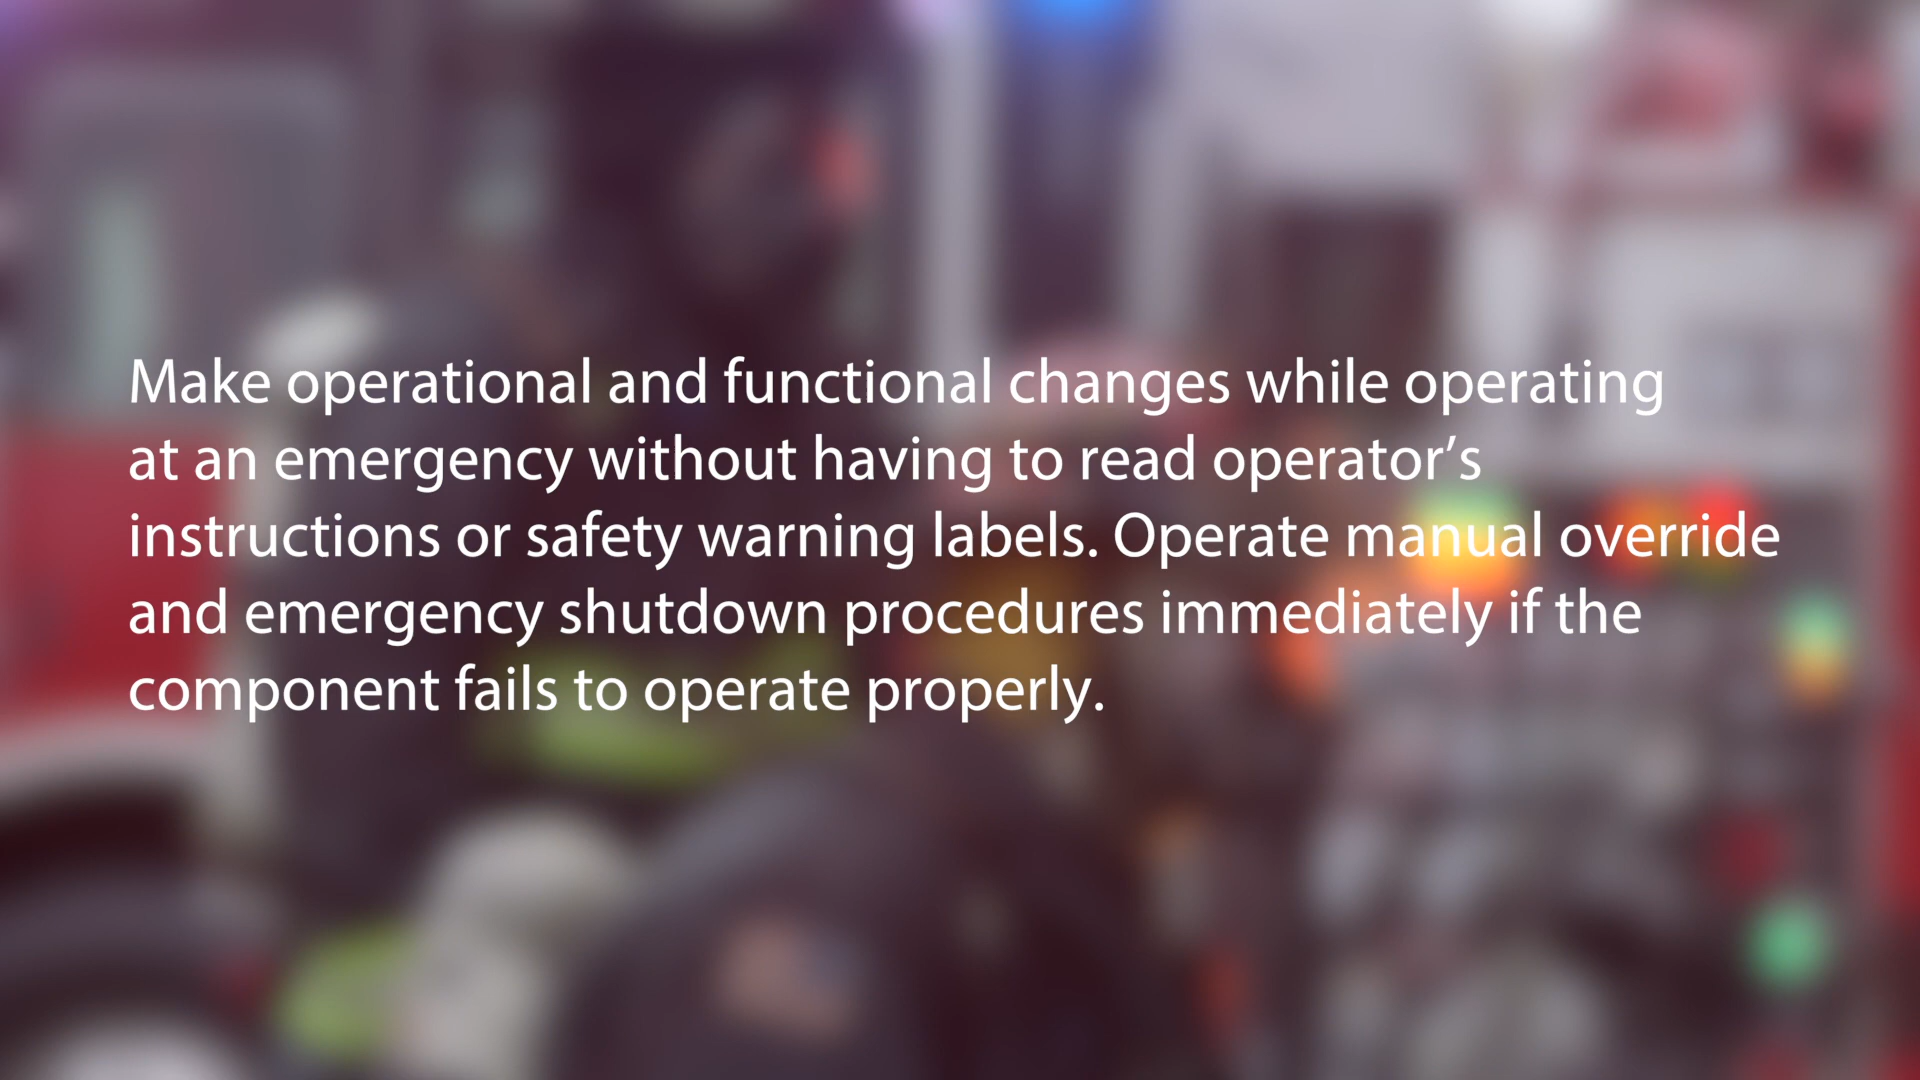 Make operational and functional changes while operating
at an emergency without having to read operator’s
instructions or safety warning labels. Operate manual override
and emergency shutdown procedures immediately if the
component fails to operate properly.